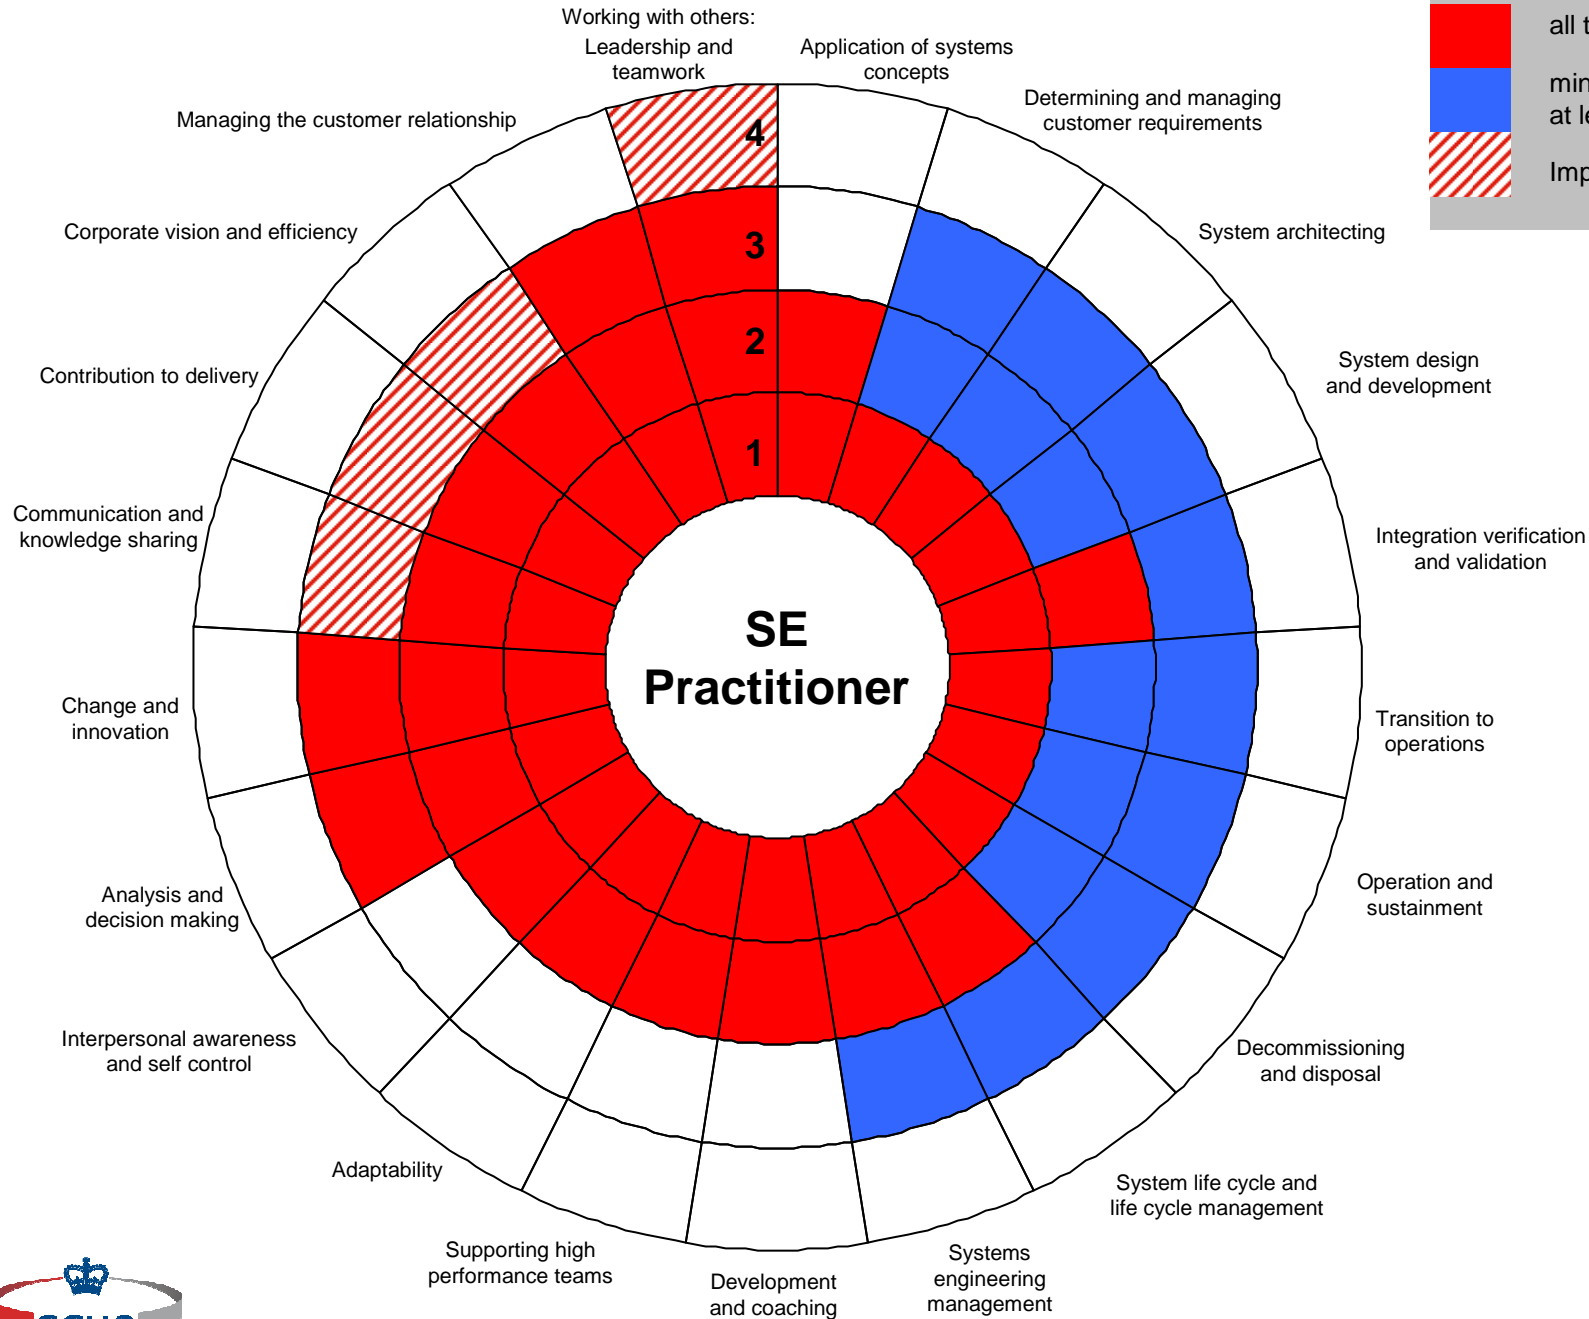 Working with others:
Leadership and
teamwork
Application of systems
concepts
Determining and managing
customer requirements
System architecting
System design
and development
Integration verification
and validation
Transition to
operations
Operation and
sustainment
Decommissioning
and disposal
System life cycle and
life cycle management
Systems
engineering
management
Development
and coaching
Supporting high
performance teams
Adaptability
Interpersonal awareness
and self control
Analysis and
decision making
Change and
innovation
Communication and
knowledge sharing
Contribution to delivery
Corporate vision and efficiency
Managing the customer relationship
4
3
2
1
SE
Practitioner
all
at